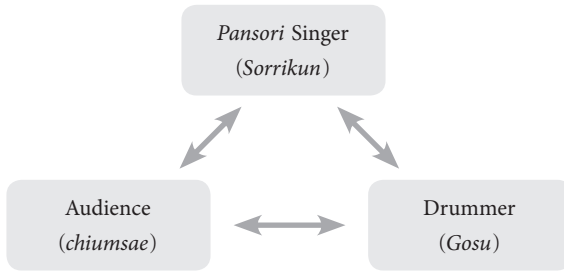 Pansori Singer
(Sorrikun)
Audience
(chiumsae)
Drummer
(Gosu)